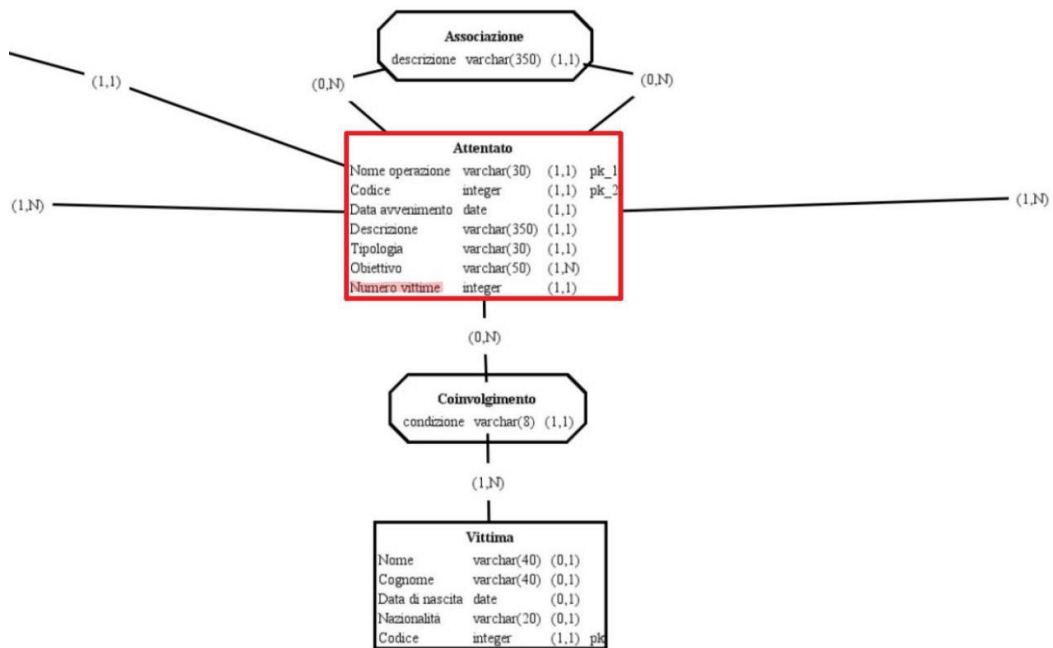 Associazione
descrizione varchar(350) (1,1)
(1,1)
(0,N)
(0,N)
Attentato
Nome operazione varchar(30) (1,1) pk_1
Codice integer (1,1) pk_2
Data avvenimento date (1,1)
Descrizione varchar(350) (1,1)
Tipologia varchar(30) (1,1)
Obiettivo varchar(50) (1,N)
Numero vittime integer (1,1)
(1,N)
(1,N)
(0,N)
Coinvolgimento
condizione varchar(8) (1,1)
(1,N)
Vittima
Nome varchar(40) (0,1)
Cognome varchar(40) (0,1)
Data di nascita date (0,1)
Nazionalità varchar(20) (0,1)
Codice integer (1,1) pk